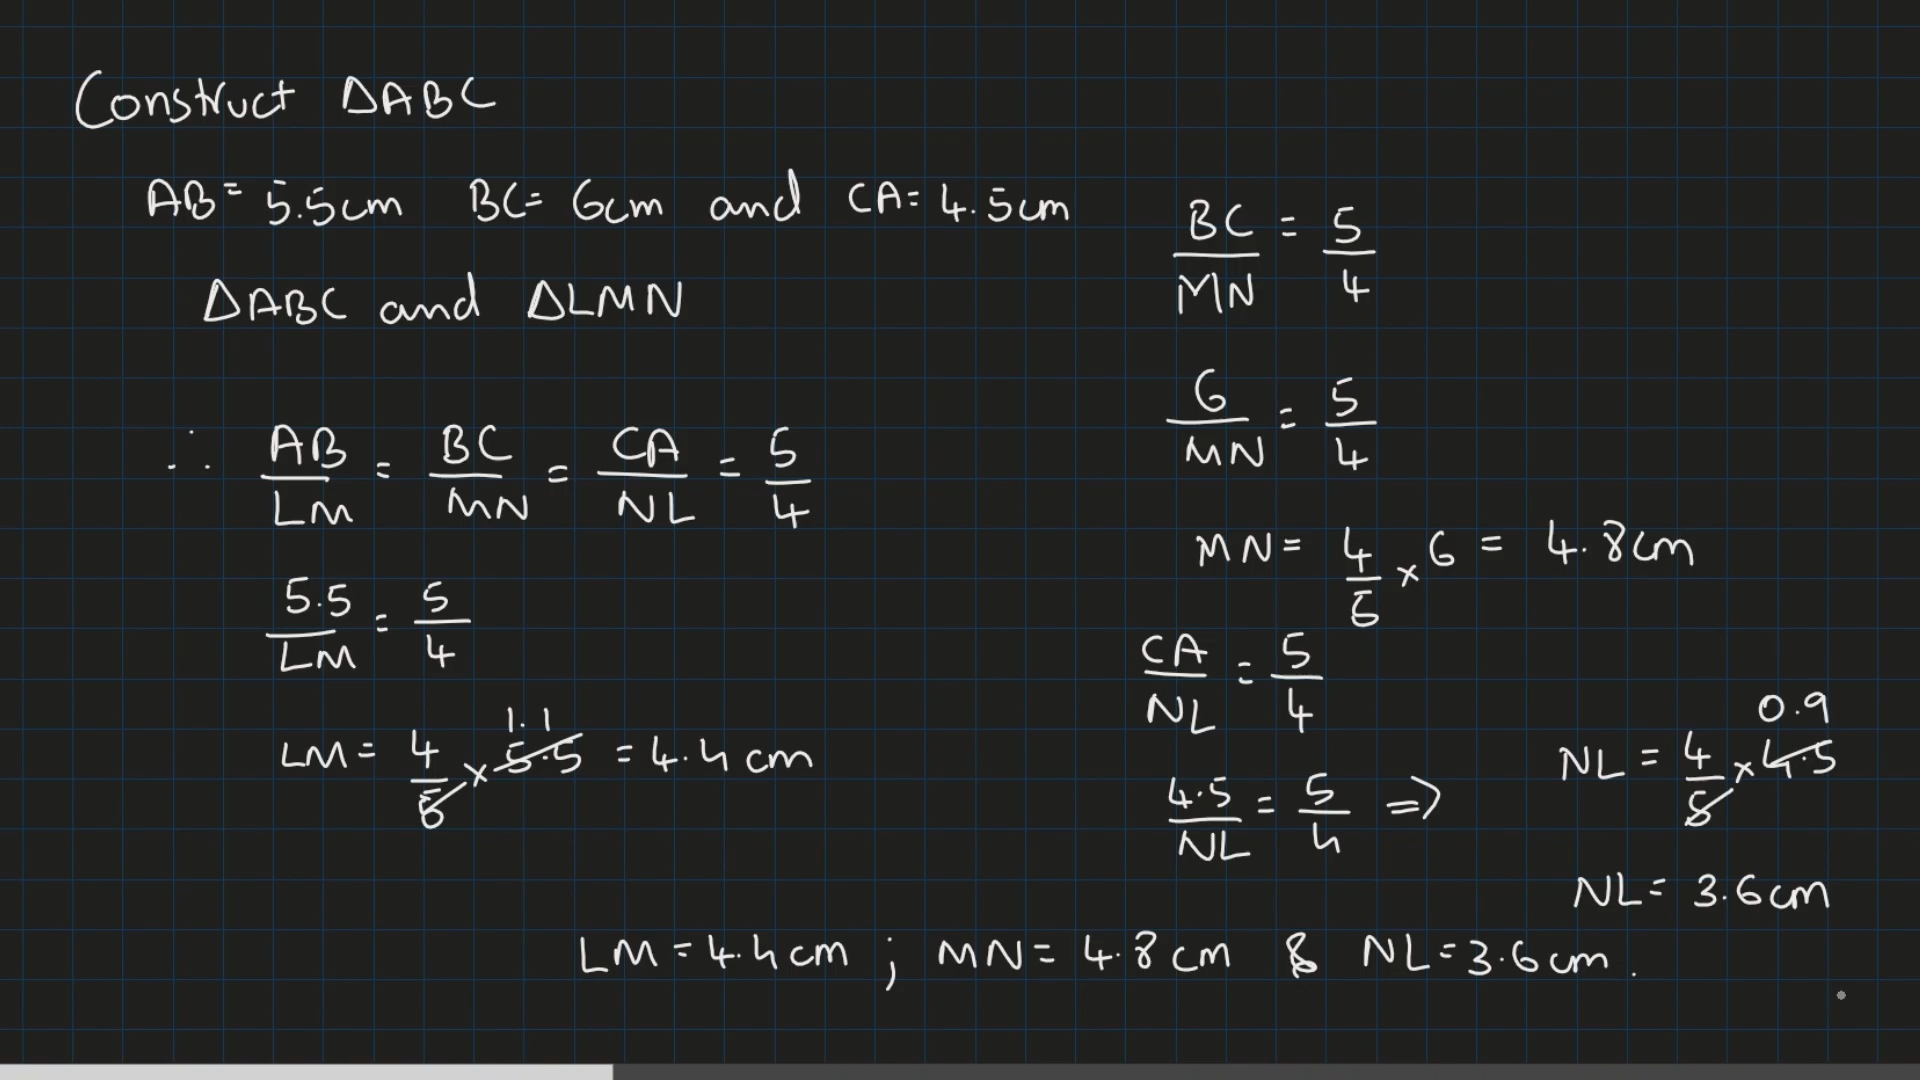 Construct ΔABC
AB = 5.5cm BC = 6cm and CA = 4.5cm
ΔABC and ΔLMN
∴ AB/LM = BC/MN = CA/NL = 5/4
5.5/LM = 5/4
LM = 4/5 × 5.5 = 4.4 cm
1.1
BC/MN = 5/4
6/MN = 5/4
MN = 4/5 × 6 = 4.8cm
CA/NL = 5/4
4.5/NL = 5/4 ⇒
0.9
NL = 4/5 × 4.5
NL = 3.6cm
LM = 4.4cm ; MN = 4.8cm & NL = 3.6cm.